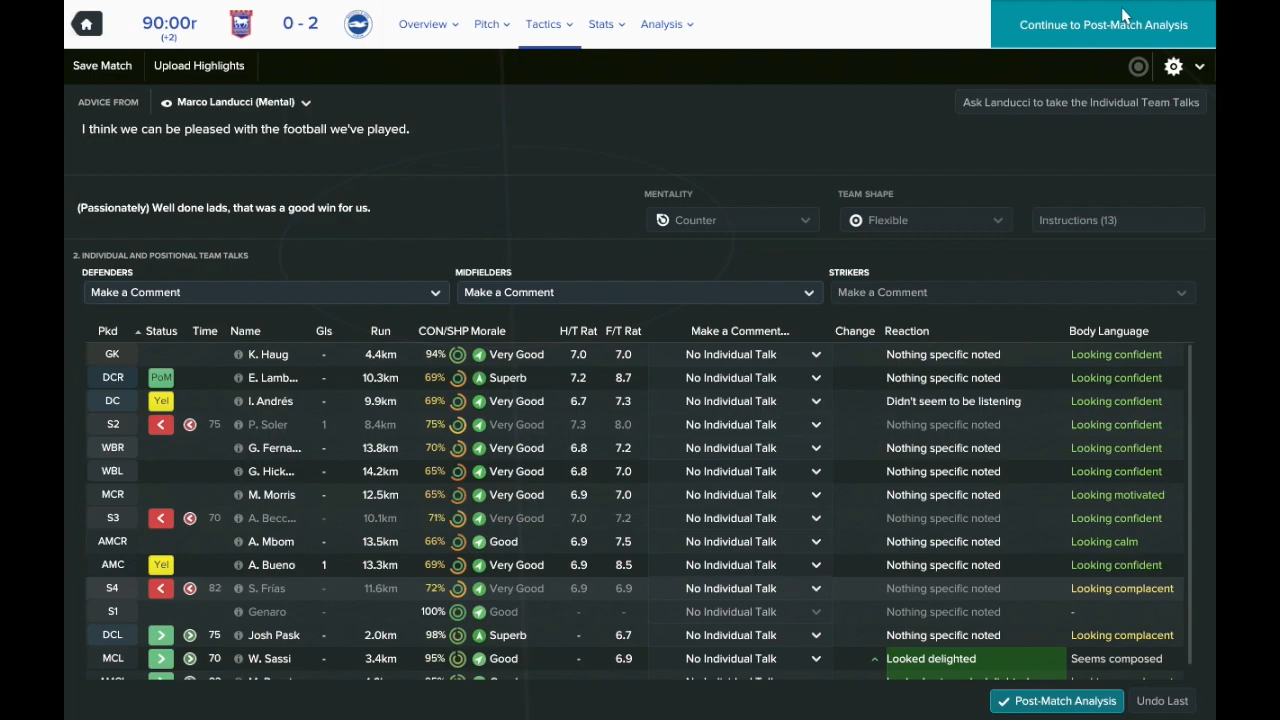 90:00r 0 - 2 Overview Pitch Tactics Stats Analysis Continue to Post-Match Analysis
(+2)
Save Match Upload Highlights
ADVICE FROM Marco Landucci (Mental) Ask Landucci to take the Individual Team Talks
I think we can be pleased with the football we've played.
MENTALITY TEAM SHAPE
(Passionately) Well done lads, that was a good win for us. Counter Flexible Instructions (13)
2. INDIVIDUAL AND POSITIONAL TEAM TALKS
DEFENDERS MIDFIELDERS STRIKERS
Make a Comment Make a Comment Make a Comment
Pkd Status Time Name Gls Run CON/SHP Morale H/T Rat F/T Rat Make a Comment... Change Reaction Body Language
GK K. Haug - 4.4km 94% Very Good 7.0 7.0 No Individual Talk Nothing specific noted Looking confident
DCR PoM E. Lamb... - 10.3km 69% Superb 7.2 8.7 No Individual Talk Nothing specific noted Looking confident
DC Yel I. Andrés - 9.9km 69% Very Good 6.7 7.3 No Individual Talk Didn't seem to be listening Looking confident
S2 75 P. Soler 1 8.4km 75% Very Good 7.3 8.0 No Individual Talk Nothing specific noted Looking confident
WBR G. Ferna... - 13.8km 70% Very Good 6.8 7.2 No Individual Talk Nothing specific noted Looking confident
WBL G. Hick... - 14.2km 65% Very Good 6.8 7.0 No Individual Talk Nothing specific noted Looking confident
MCR M. Morris - 12.5km 65% Very Good 6.9 7.0 No Individual Talk Nothing specific noted Looking motivated
S3 70 A. Becc... - 10.1km 71% Very Good 7.0 7.2 No Individual Talk Nothing specific noted Looking confident
AMCR A. Mbom - 13.5km 66% Good 6.9 7.5 No Individual Talk Nothing specific noted Looking calm
AMC Yel A. Bueno 1 13.3km 69% Very Good 6.9 8.5 No Individual Talk Nothing specific noted Looking confident
S4 82 S. Frías - 11.6km 72% Very Good 6.9 6.9 No Individual Talk Nothing specific noted Looking complacent
S1 Genaro - - 100% Good - - No Individual Talk Nothing specific noted -
DCL 75 Josh Pask - 2.0km 98% Superb - 6.7 No Individual Talk Nothing specific noted Looking complacent
MCL 70 W. Sassi - 3.4km 95% Good - 6.9 No Individual Talk Looked delighted Seems composed
Post-Match Analysis Undo Last